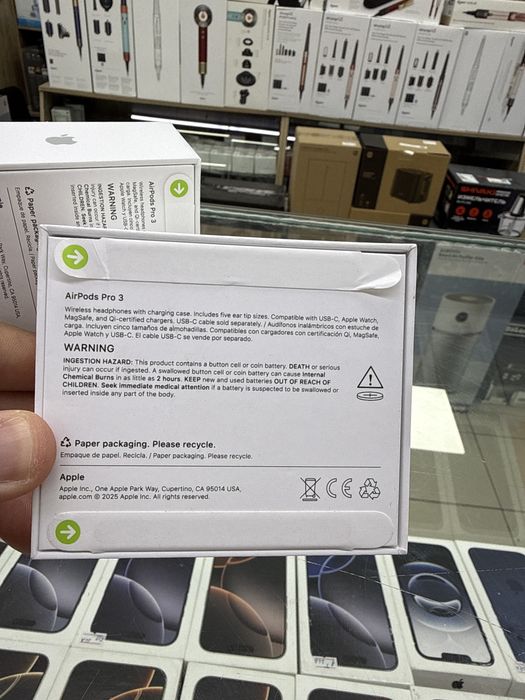 AirPods Pro 3
Wireless headphones with charging case. Includes five ear tip sizes. Compatible with USB-C, Apple Watch,
MagSafe, and Qi-certified chargers. USB-C cable sold separately. / Audífonos inalámbricos con estuche de
carga. Incluyen cinco tamaños de almohadillas. Compatibles con cargadores con certificación Qi, MagSafe,
Apple Watch y USB-C. El cable USB-C se vende por separado.
WARNING
INGESTION HAZARD: This product contains a button cell or coin battery. DEATH or serious
injury can occur if ingested. A swallowed button cell or coin battery can cause Internal
Chemical Burns in as little as 2 hours. KEEP new and used batteries OUT OF REACH OF
CHILDREN. Seek immediate medical attention if a battery is suspected to be swallowed or
inserted inside any part of the body.
Paper packaging. Please recycle.
Empaque de papel. Recicla. / Paper packaging. Please recycle.
Apple
Apple Inc., One Apple Park Way, Cupertino, CA 95014 USA,
apple.com © 2025 Apple Inc. All rights reserved.
CE
AirPods Pro 3
WARNING
SHIVAKI
ИЗМЕЛЬЧИТЕЛЬ